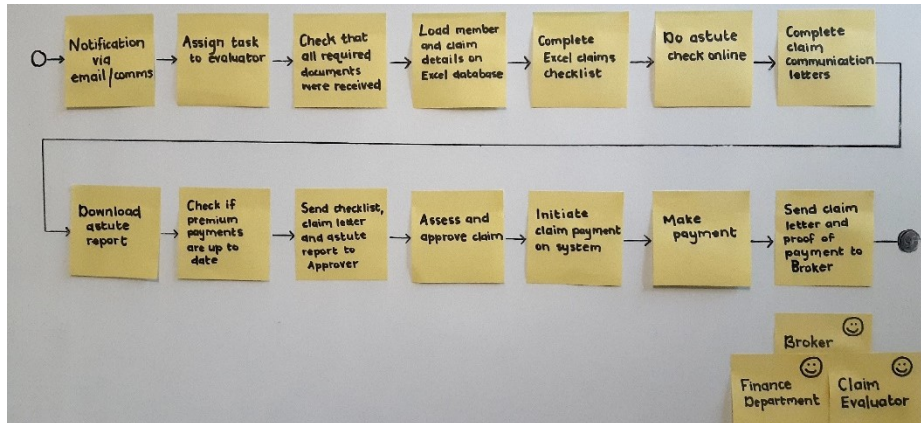 Notification
via
email/comms
Assign task
to evaluator
Check that
all required
documents
were received
Load member
and claim
details on
Excel database
Complete
Excel claims
checklist
Do astute
check online
Complete
claim
communication
letters
Download
astute
report
Check if
premium
payments
are up to
date
Send checklist,
claim letter
and astute
report to
Approver
Assess and
approve claim
Initiate
claim payment
on system
Make
payment
Send claim
letter and
proof of
payment to
Broker
Broker
Finance
Department
Claim
Evaluator